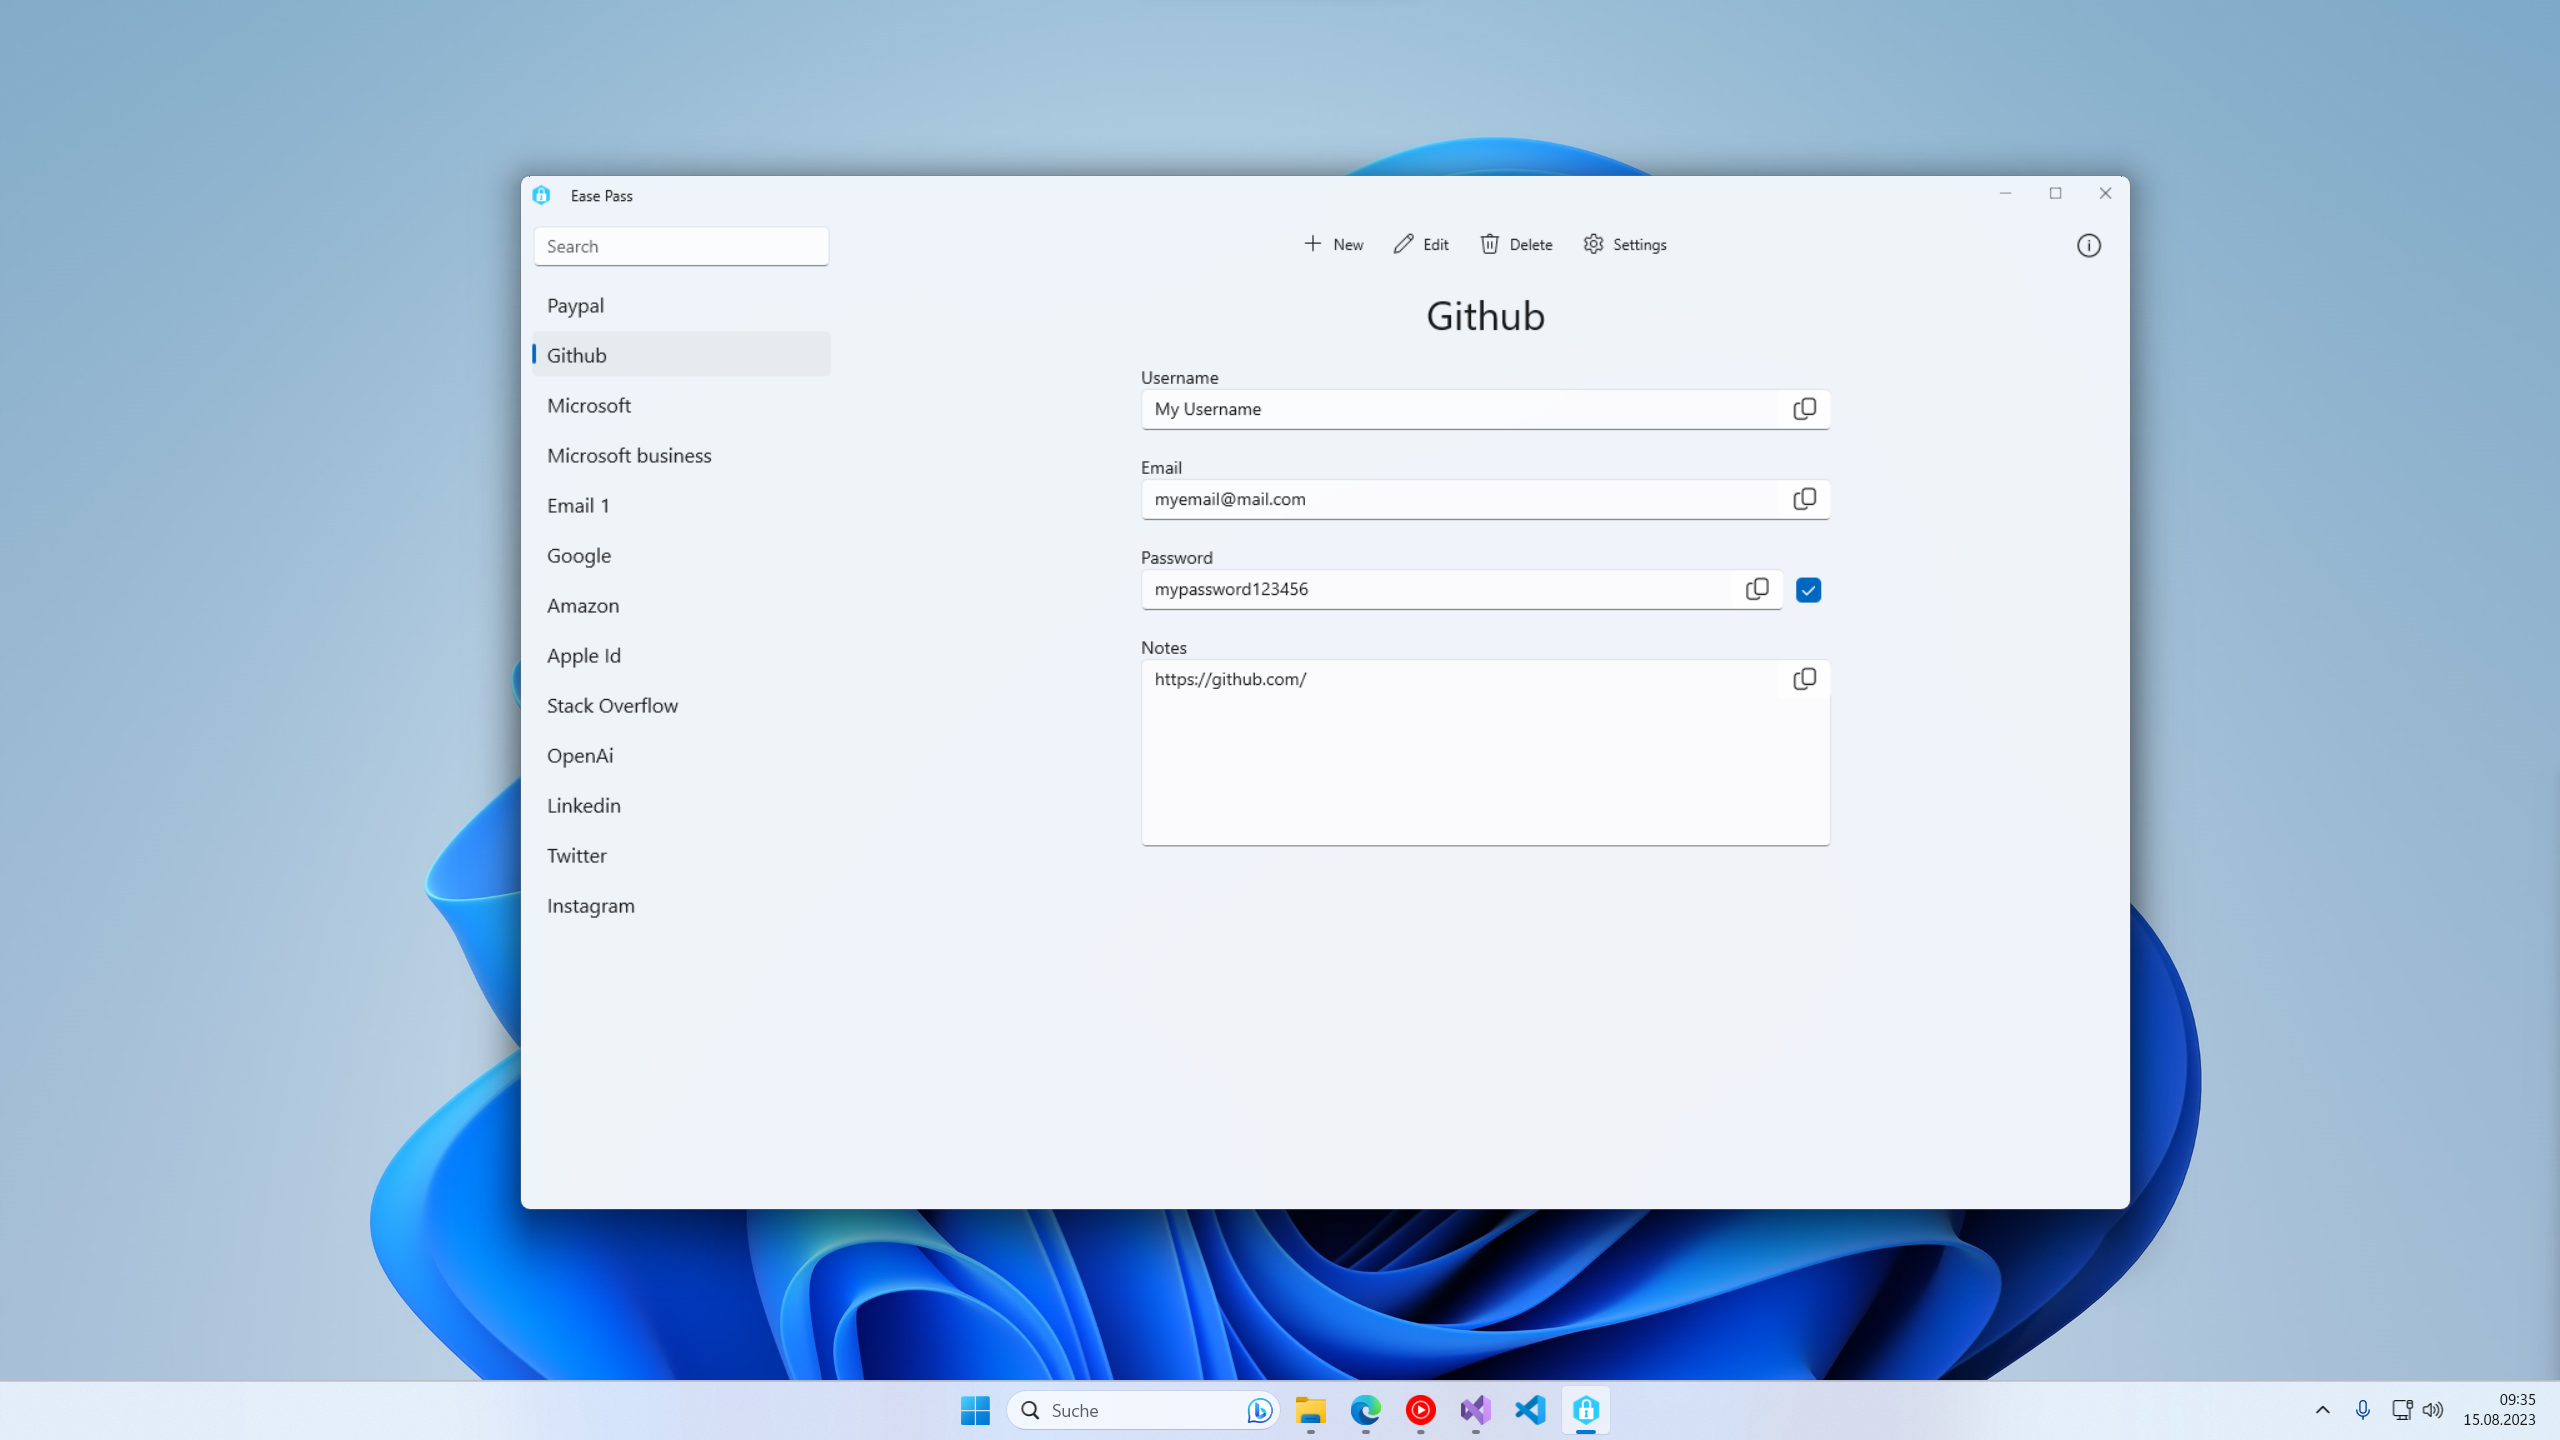 Ease Pass
Search
New
Edit
Delete
Settings
Paypal
Github
Microsoft
Microsoft business
Email 1
Google
Amazon
Apple Id
Stack Overflow
OpenAi
Linkedin
Twitter
Instagram
Github
Username
My Username
Email
myemail@mail.com
Password
mypassword123456
Notes
https://github.com/
Suche
09:35
15.08.2023